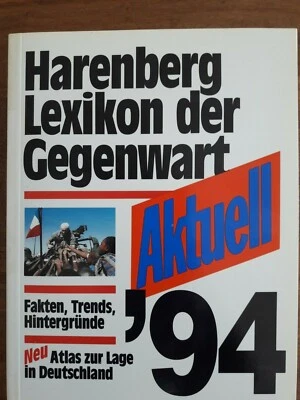 Harenberg
Lexikon der
Gegenwart
Aktuell
'94
Fakten, Trends,
Hintergründe
Neu Atlas zur Lage
in Deutschland